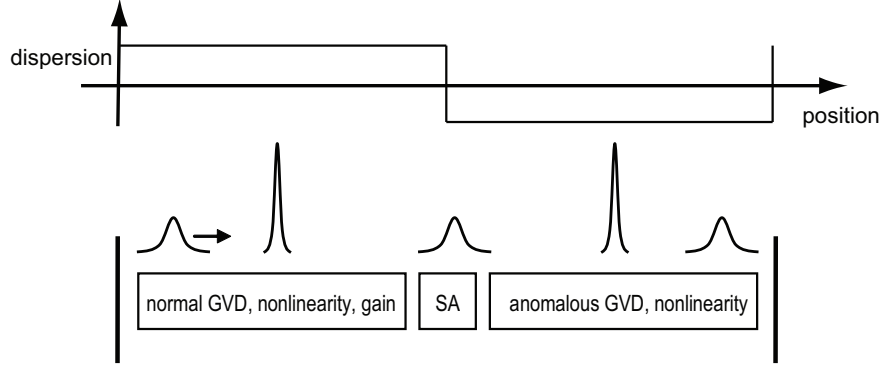 dispersion
position
normal GVD, nonlinearity, gain
SA
anomalous GVD, nonlinearity